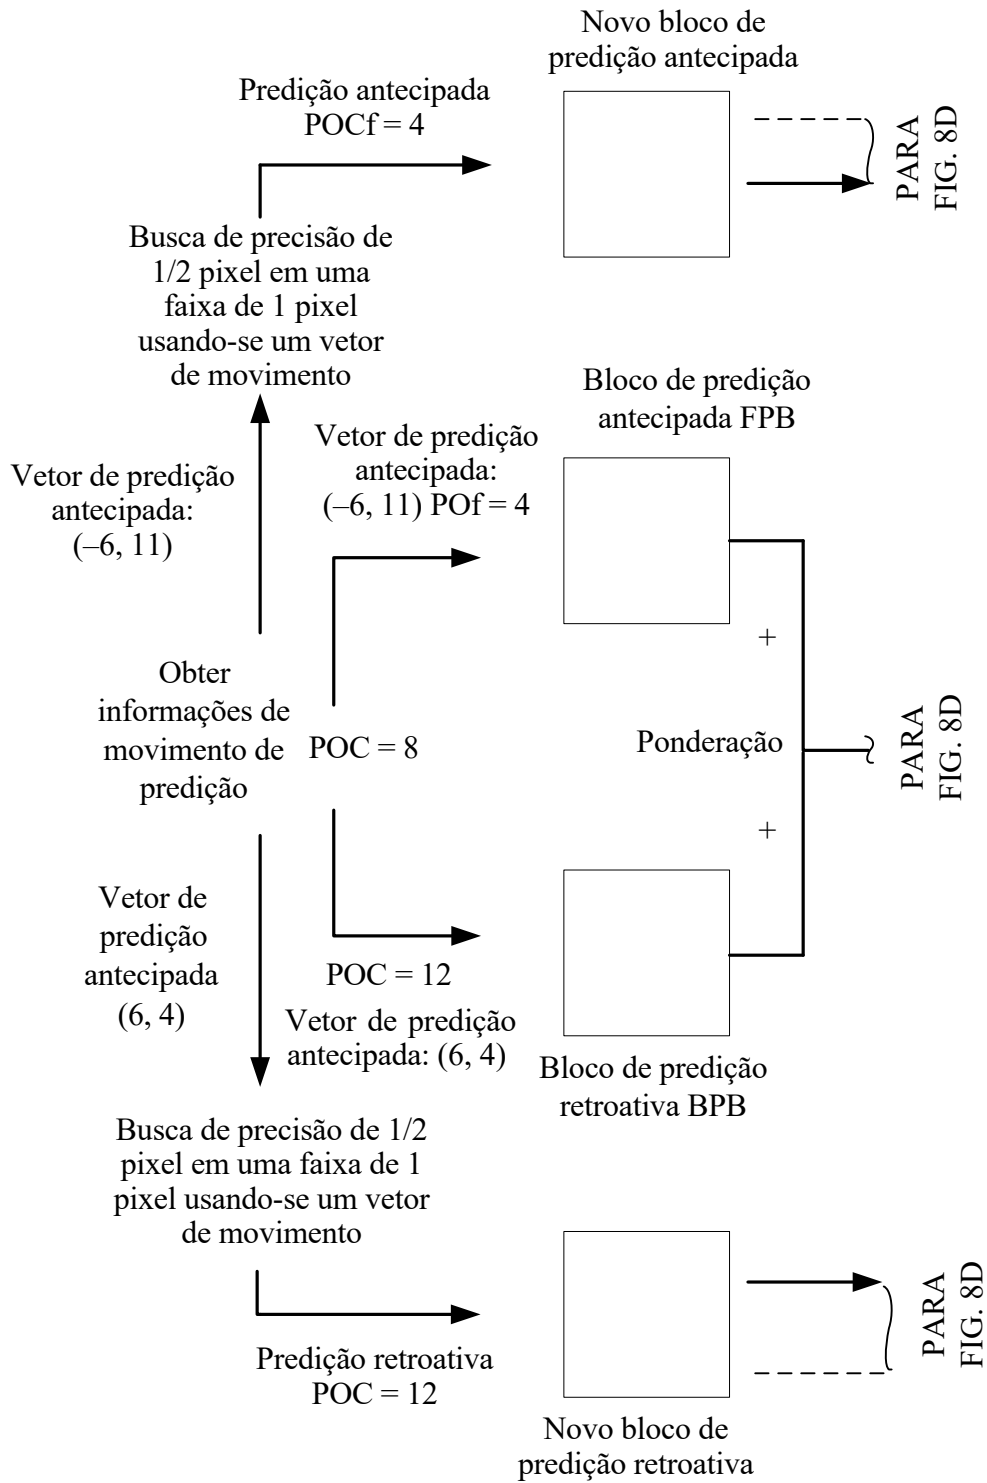 Novo bloco de
predição antecipada
Predição antecipada
POCf = 4
PARA
FIG. 8D
Busca de precisão de
1/2 pixel em uma
faixa de 1 pixel
usando-se um vetor
de movimento
Bloco de predição
antecipada FPB
Vetor de predição
antecipada:
(–6, 11) POf = 4
Vetor de predição
antecipada:
(–6, 11)
+
Obter
informações de
movimento de
predição
POC = 8
Ponderação
PARA
FIG. 8D
+
Vetor de
predição
antecipada
(6, 4)
POC = 12
Vetor de predição
antecipada: (6, 4)
Bloco de predição
retroativa BPB
Busca de precisão de 1/2
pixel em uma faixa de 1
pixel usando-se um vetor
de movimento
PARA
FIG. 8D
Predição retroativa
POC = 12
Novo bloco de
predição retroativa